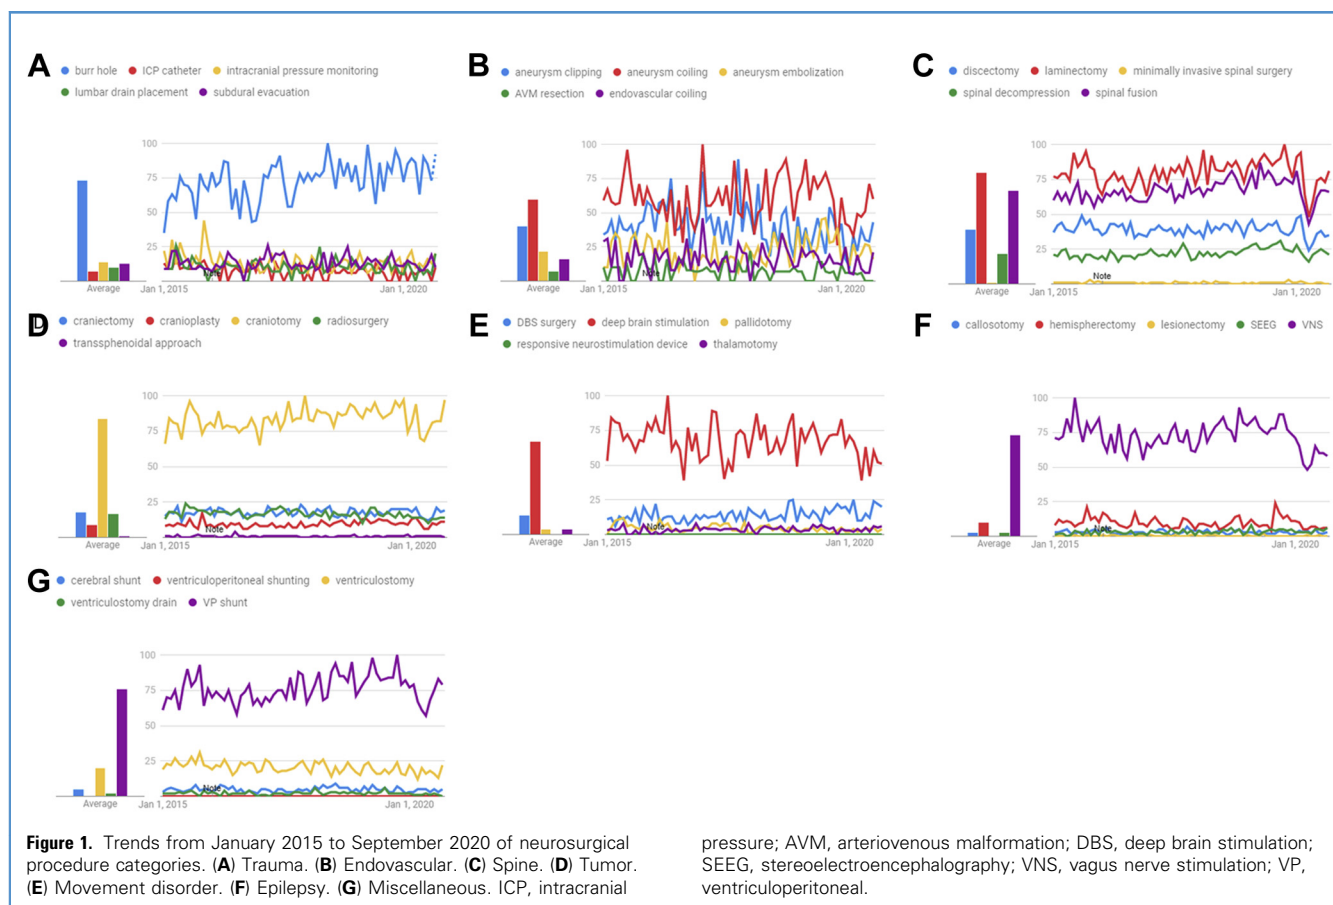 A
burr hole ICP catheter intracranial pressure monitoring
lumbar drain placement subdural evacuation
100
75
50
25
Note
Average Jan 1, 2015 Jan 1, 2020
B
aneurysm clipping aneurysm coiling aneurysm embolization
AVM resection endovascular coiling
100
75
50
25
Note
Average Jan 1, 2015 Jan 1, 2020
C
discectomy laminectomy minimally invasive spinal surgery
spinal decompression spinal fusion
100
75
50
25
Note
Average Jan 1, 2015 Jan 1, 2020
D
craniectomy cranioplasty craniotomy radiosurgery
transsphenoidal approach
100
75
50
25
Note
Average Jan 1, 2015 Jan 1, 2020
E
DBS surgery deep brain stimulation pallidotomy
responsive neurostimulation device thalamotomy
100
75
50
25
Note
Average Jan 1, 2015 Jan 1, 2020
F
callosotomy hemispherectomy lesionectomy SEEG VNS
100
75
50
25
Note
Average Jan 1, 2015 Jan 1, 2020
G
cerebral shunt ventriculoperitoneal shunting ventriculostomy
ventriculostomy drain VP shunt
100
75
50
25
Note
Average Jan 1, 2015 Jan 1, 2020
Figure 1. Trends from January 2015 to September 2020 of neurosurgical
procedure categories. (A) Trauma. (B) Endovascular. (C) Spine. (D) Tumor.
(E) Movement disorder. (F) Epilepsy. (G) Miscellaneous. ICP, intracranial
pressure; AVM, arteriovenous malformation; DBS, deep brain stimulation;
SEEG, stereoelectroencephalography; VNS, vagus nerve stimulation; VP,
ventriculoperitoneal.